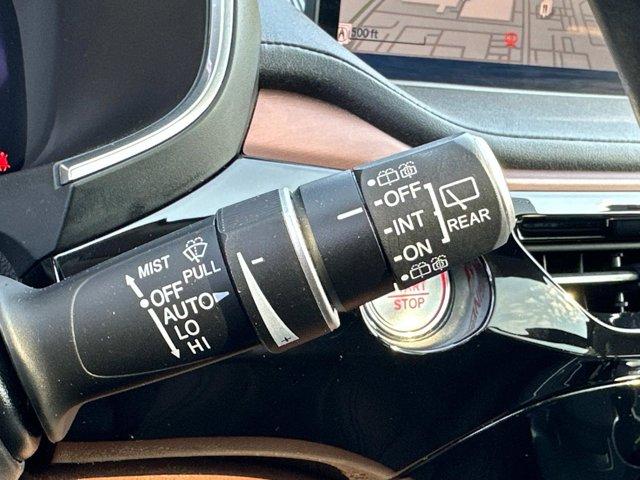 500 ft
MIST
PULL
OFF
AUTO
LO
HI
-
+
OFF
INT
ON
REAR
STOP